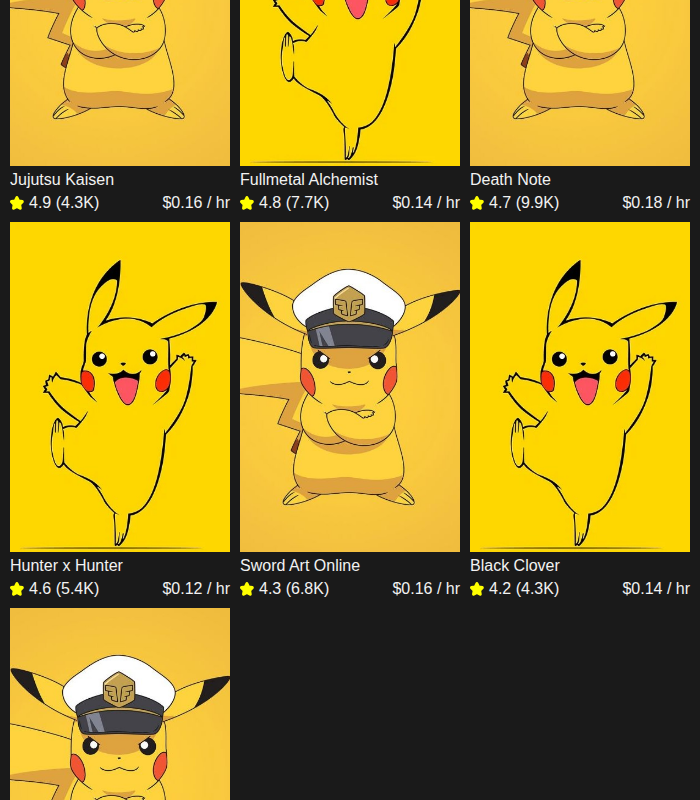 Jujutsu Kaisen
4.9 (4.3K) $0.16 / hr
Fullmetal Alchemist
4.8 (7.7K) $0.14 / hr
Death Note
4.7 (9.9K) $0.18 / hr
Hunter x Hunter
4.6 (5.4K) $0.12 / hr
Sword Art Online
4.3 (6.8K) $0.16 / hr
Black Clover
4.2 (4.3K) $0.14 / hr